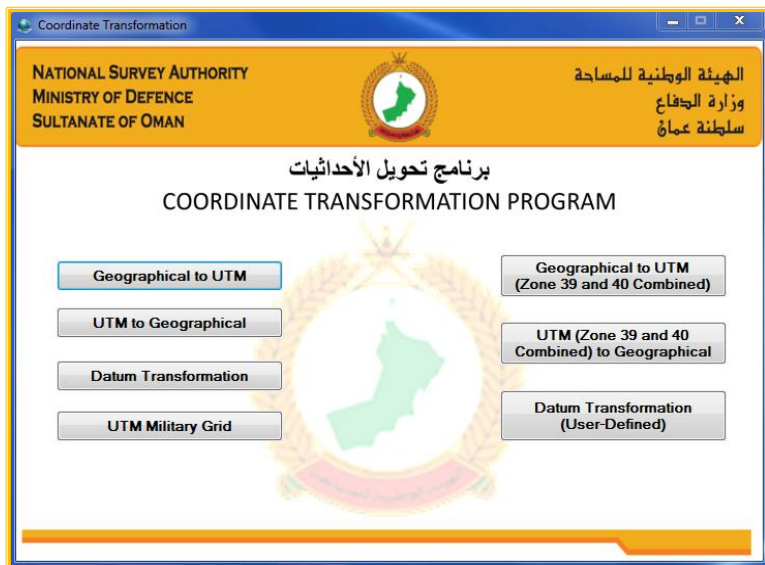 Coordinate Transformation
NATIONAL SURVEY AUTHORITY
MINISTRY OF DEFENCE
SULTANATE OF OMAN
الهيئة الوطنية للمساحة
وزارة الدفاع
سلطنة عمان
برنامج تحويل الأحداثيات
COORDINATE TRANSFORMATION PROGRAM
Geographical to UTM
UTM to Geographical
Datum Transformation
UTM Military Grid
Geographical to UTM
(Zone 39 and 40 Combined)
UTM (Zone 39 and 40
Combined) to Geographical
Datum Transformation
(User-Defined)